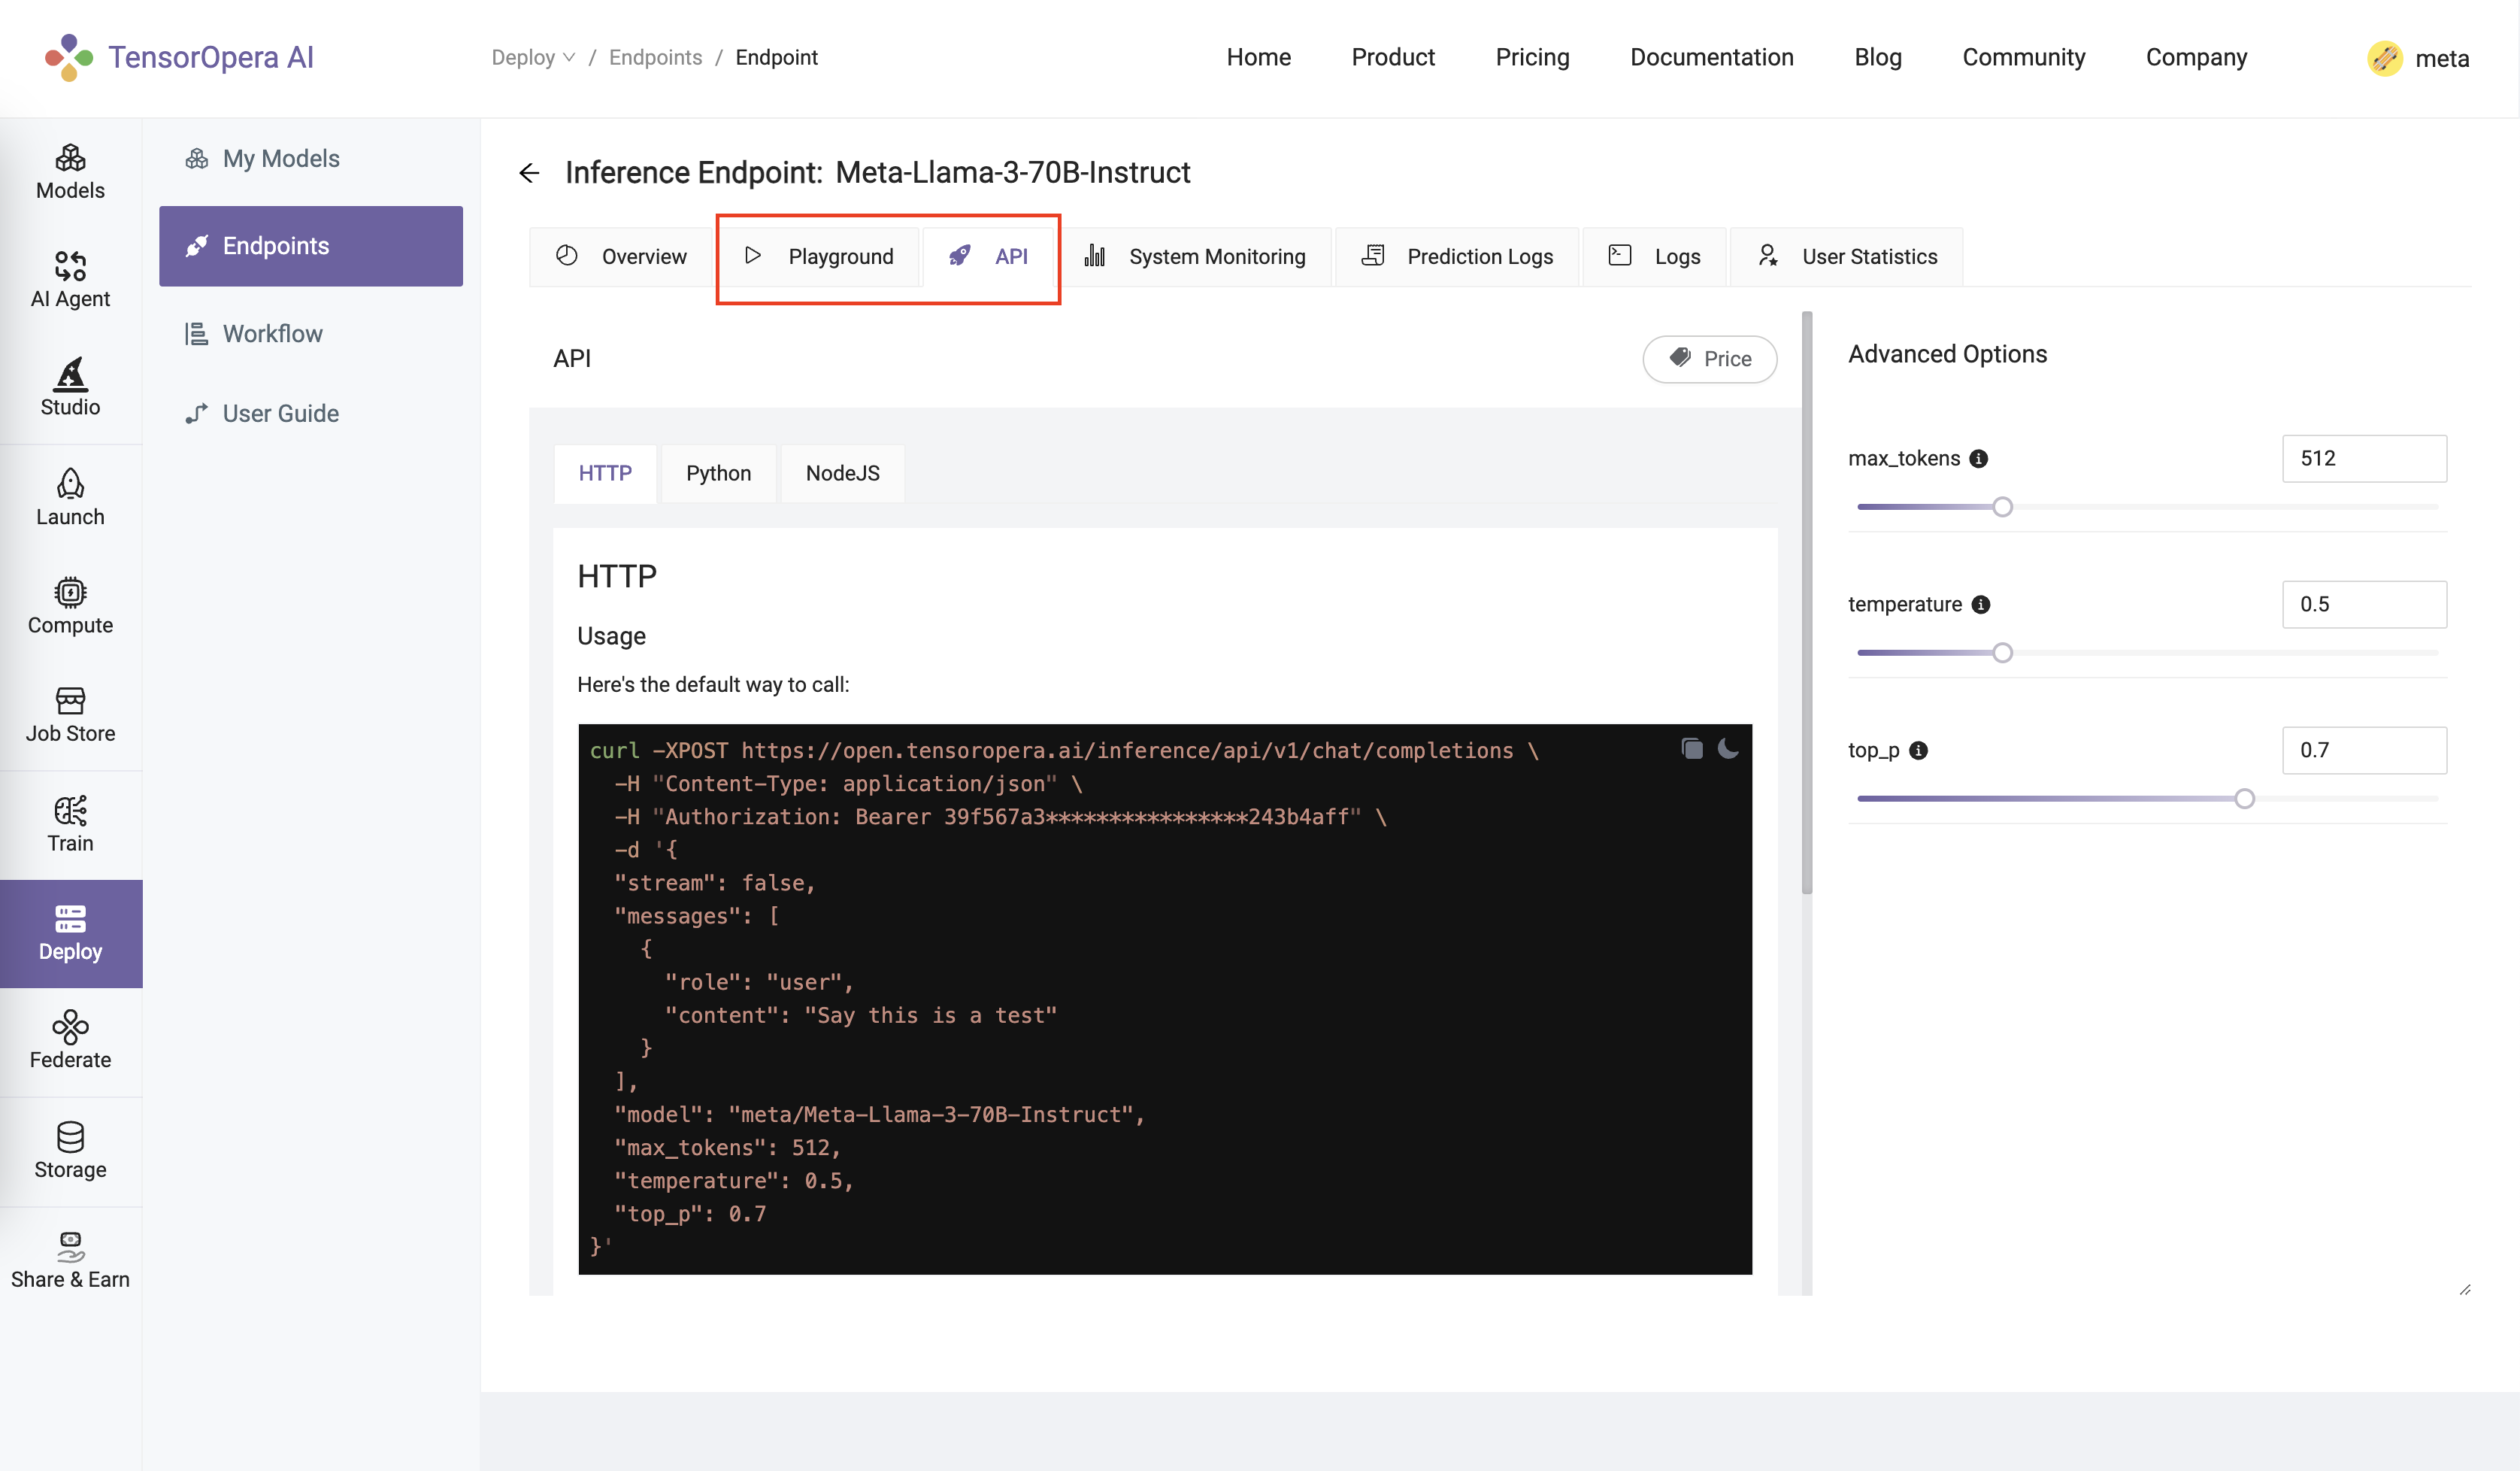 TensorOpera AI
Deploy / Endpoints / Endpoint
Home Product Pricing Documentation Blog Community Company meta
Models
AI Agent
Studio
Launch
Compute
Job Store
Train
Deploy
Federate
Storage
Share & Earn
My Models
Endpoints
Workflow
User Guide
Inference Endpoint: Meta-Llama-3-70B-Instruct
Overview Playground API System Monitoring Prediction Logs Logs User Statistics
API Price
HTTP Python NodeJS
HTTP
Usage
Here's the default way to call:
curl -XPOST https://open.tensoropera.ai/inference/api/v1/chat/completions \
-H "Content-Type: application/json" \
-H "Authorization: Bearer 39f567a3****************243b4aff" \
-d '{
"stream": false,
"messages": [
{
"role": "user",
"content": "Say this is a test"
}
],
"model": "meta/Meta-Llama-3-70B-Instruct",
"max_tokens": 512,
"temperature": 0.5,
"top_p": 0.7
}'
Advanced Options
max_tokens 512
temperature 0.5
top_p 0.7